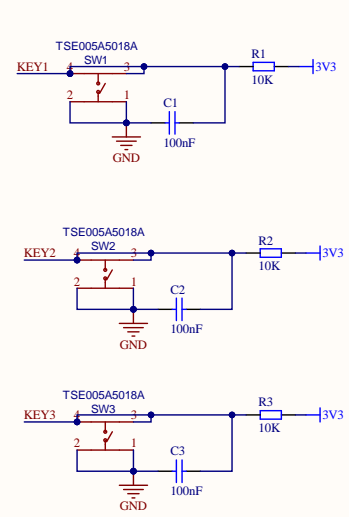 TSE005A5018A
SW1
R1
KEY1
4
3
3V3
10K
2
1
C1
100nF
GND
TSE005A5018A
SW2
R2
KEY2
4
3
3V3
10K
2
1
C2
100nF
GND
TSE005A5018A
SW3
R3
KEY3
4
3
3V3
10K
2
1
C3
100nF
GND